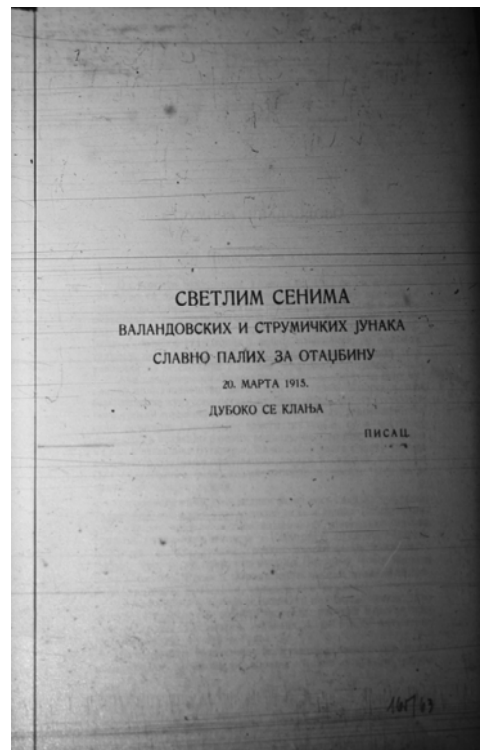 СВЕТЛИМ СЕНИМА
ВАЛАНДОВСКИХ И СТРУМИЧКИХ ЈУНАКА
СЛАВНО ПАЛИХ ЗА ОТАЏБИНУ
20. МАРТА 1915.
ДУБОКО СЕ КЛАЊА
ПИСАЦ